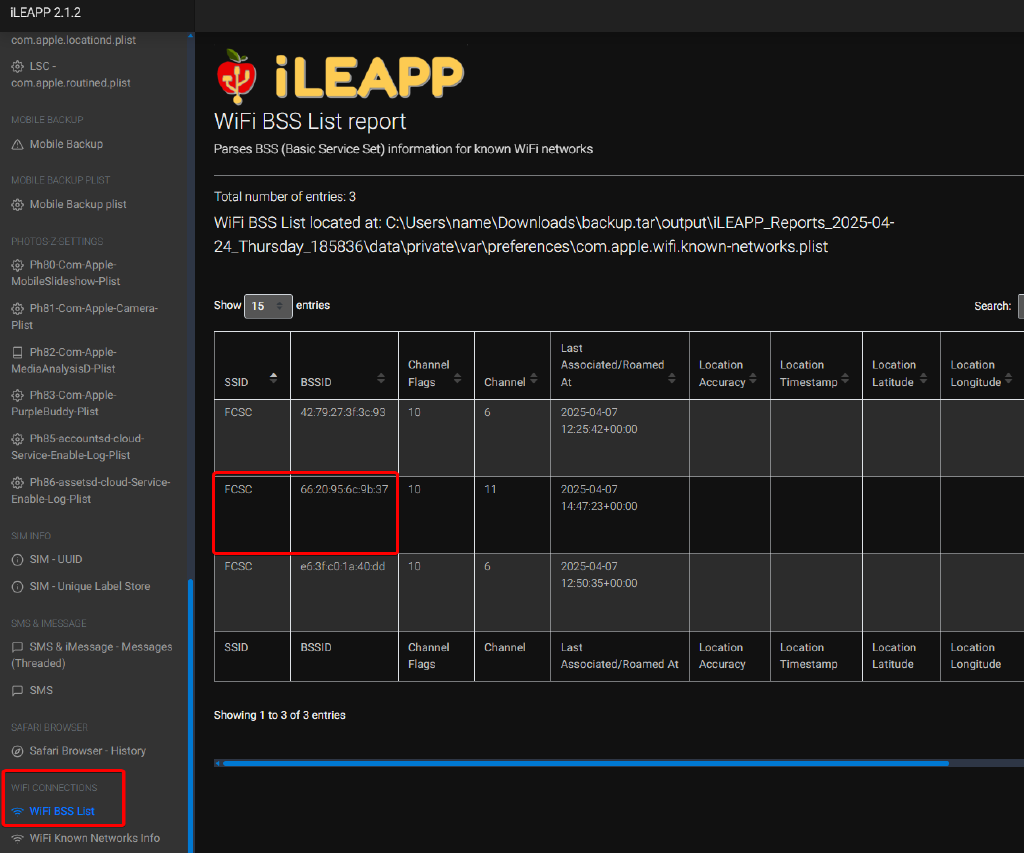 iLEAPP 2.1.2
com.apple.locationd.plist
LSC -
com.apple.routined.plist
MOBILE BACKUP
Mobile Backup
MOBILE BACKUP PLIST
Mobile Backup plist
PHOTOS-Z-SETTINGS
Ph80-Com-Apple-
MobileSlideshow-Plist
Ph81-Com-Apple-Camera-
Plist
Ph82-Com-Apple-
MediaAnalysisD-Plist
Ph83-Com-Apple-
PurpleBuddy-Plist
Ph85-accountsd-cloud-
Service-Enable-Log-Plist
Ph86-assetsd-cloud-Service-
Enable-Log-Plist
SIM INFO
SIM - UUID
SIM - Unique Label Store
SMS & IMESSAGE
SMS & iMessage - Messages
(Threaded)
SMS
SAFARI BROWSER
Safari Browser - History
WIFI CONNECTIONS
WiFi BSS List
WiFi Known Networks Info
iLEAPP
WiFi BSS List report
Parses BSS (Basic Service Set) information for known WiFi networks
Total number of entries: 3
WiFi BSS List located at: C:\Users\name\Downloads\backup.tar\output\iLEAPP_Reports_2025-04-
24_Thursday_185836\data\private\var\preferences\com.apple.wifi.known-networks.plist
Show 15 entries
Search:
SSID BSSID Channel Flags Channel Last Associated/Roamed At Location Accuracy Location Timestamp Location Latitude Location Longitude
FCSC 42:79:27:3f:3c:93 10 6 2025-04-07 12:25:42+00:00
FCSC 66:20:95:6c:9b:37 10 11 2025-04-07 14:47:23+00:00
FCSC e6:3f:c0:1a:40:dd 10 6 2025-04-07 12:50:35+00:00
SSID BSSID Channel Flags Channel Last Associated/Roamed At Location Accuracy Location Timestamp Location Latitude Location Longitude
Showing 1 to 3 of 3 entries